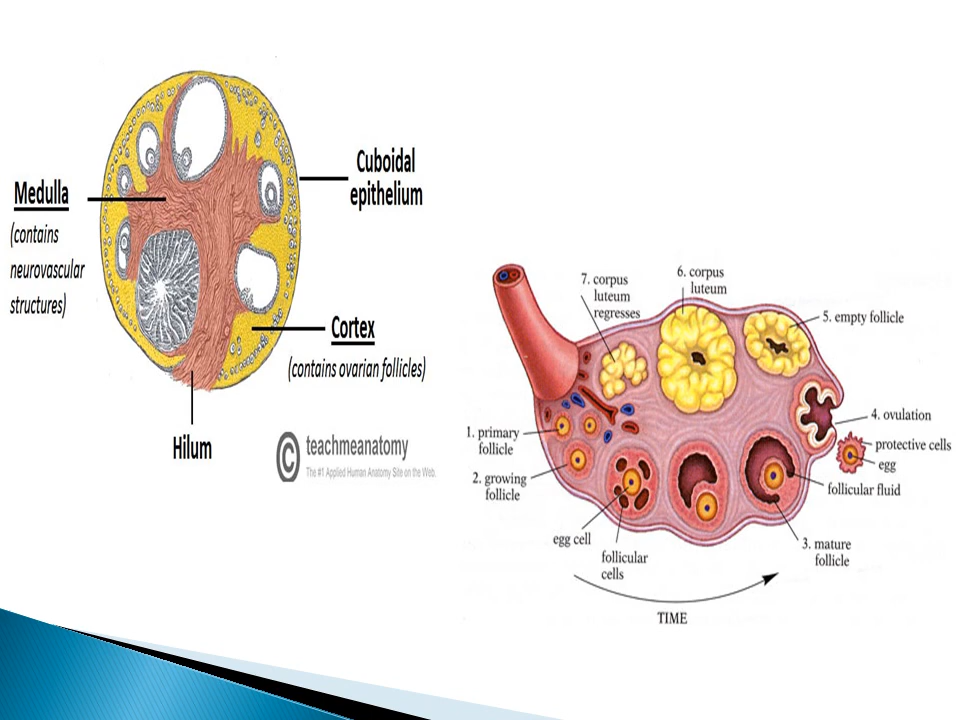 Medulla
(contains
neurovascular
structures)
Cuboidal
epithelium
Cortex
(contains ovarian follicles)
Hilum
© teachmeanatomy
The #1 Applied Human Anatomy Site on the Web.
7. corpus
luteum
regresses
6. corpus
luteum
5. empty follicle
4. ovulation
protective cells
egg
follicular fluid
3. mature
follicle
1. primary
follicle
2. growing
follicle
egg cell
follicular
cells
TIME